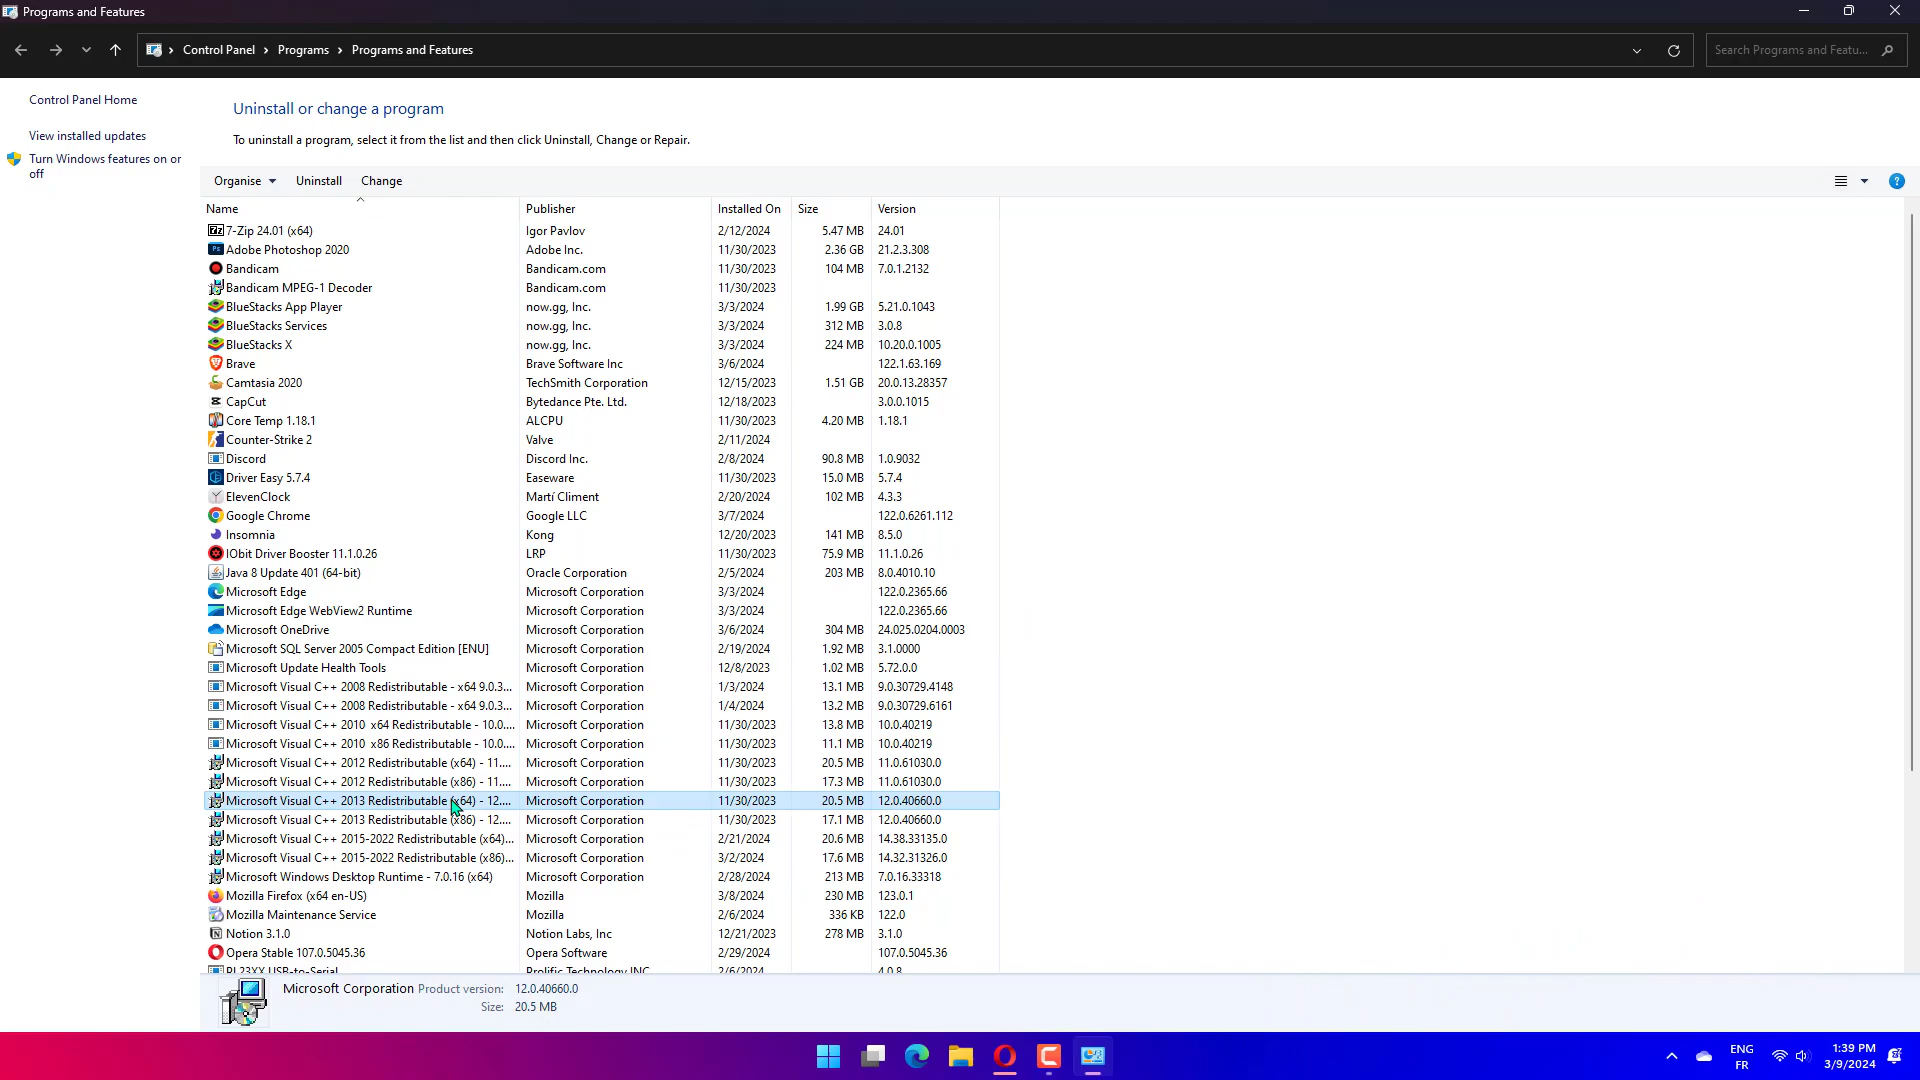 Programs and Features
Control Panel > Programs > Programs and Features
Search Programs and Featu...
Control Panel Home
View installed updates
Turn Windows features on or
off
Uninstall or change a program
To uninstall a program, select it from the list and then click Uninstall, Change or Repair.
Organise Uninstall Change
Name Publisher Installed On Size Version
7-Zip 24.01 (x64) Igor Pavlov 2/12/2024 5.47 MB 24.01
Adobe Photoshop 2020 Adobe Inc. 11/30/2023 2.36 GB 21.2.3.308
Bandicam Bandicam.com 11/30/2023 104 MB 7.0.1.2132
Bandicam MPEG-1 Decoder Bandicam.com 11/30/2023
BlueStacks App Player now.gg, Inc. 3/3/2024 1.99 GB 5.21.0.1043
BlueStacks Services now.gg, Inc. 3/3/2024 312 MB 3.0.8
BlueStacks X now.gg, Inc. 3/3/2024 224 MB 10.20.0.1005
Brave Brave Software Inc 3/6/2024 122.1.63.169
Camtasia 2020 TechSmith Corporation 12/15/2023 1.51 GB 20.0.13.28357
CapCut Bytedance Pte. Ltd. 12/18/2023 3.0.0.1015
Core Temp 1.18.1 ALCPU 11/30/2023 4.20 MB 1.18.1
Counter-Strike 2 Valve 2/11/2024
Discord Discord Inc. 2/8/2024 90.8 MB 1.0.9032
Driver Easy 5.7.4 Easeware 11/30/2023 15.0 MB 5.7.4
ElevenClock Martí Climent 2/20/2024 102 MB 4.3.3
Google Chrome Google LLC 3/7/2024 122.0.6261.112
Insomnia Kong 12/20/2023 141 MB 8.5.0
IObit Driver Booster 11.1.0.26 LRP 11/30/2023 75.9 MB 11.1.0.26
Java 8 Update 401 (64-bit) Oracle Corporation 2/5/2024 203 MB 8.0.4010.10
Microsoft Edge Microsoft Corporation 3/3/2024 122.0.2365.66
Microsoft Edge WebView2 Runtime Microsoft Corporation 3/3/2024 122.0.2365.66
Microsoft OneDrive Microsoft Corporation 3/6/2024 304 MB 24.025.0204.0003
Microsoft SQL Server 2005 Compact Edition [ENU] Microsoft Corporation 2/19/2024 1.92 MB 3.1.0000
Microsoft Update Health Tools Microsoft Corporation 12/8/2023 1.02 MB 5.72.0.0
Microsoft Visual C++ 2008 Redistributable - x64 9.0.3... Microsoft Corporation 1/3/2024 13.1 MB 9.0.30729.4148
Microsoft Visual C++ 2008 Redistributable - x64 9.0.3... Microsoft Corporation 1/4/2024 13.2 MB 9.0.30729.6161
Microsoft Visual C++ 2010 x64 Redistributable - 10.0.... Microsoft Corporation 11/30/2023 13.8 MB 10.0.40219
Microsoft Visual C++ 2010 x86 Redistributable - 10.0.... Microsoft Corporation 11/30/2023 11.1 MB 10.0.40219
Microsoft Visual C++ 2012 Redistributable (x64) - 11.... Microsoft Corporation 11/30/2023 20.5 MB 11.0.61030.0
Microsoft Visual C++ 2012 Redistributable (x86) - 11.... Microsoft Corporation 11/30/2023 17.3 MB 11.0.61030.0
Microsoft Visual C++ 2013 Redistributable (x64) - 12.... Microsoft Corporation 11/30/2023 20.5 MB 12.0.40660.0
Microsoft Visual C++ 2013 Redistributable (x86) - 12.... Microsoft Corporation 11/30/2023 17.1 MB 12.0.40660.0
Microsoft Visual C++ 2015-2022 Redistributable (x64)... Microsoft Corporation 2/21/2024 20.6 MB 14.38.33135.0
Microsoft Visual C++ 2015-2022 Redistributable (x86)... Microsoft Corporation 3/2/2024 17.6 MB 14.32.31326.0
Microsoft Windows Desktop Runtime - 7.0.16 (x64) Microsoft Corporation 2/28/2024 213 MB 7.0.16.33318
Mozilla Firefox (x64 en-US) Mozilla 3/8/2024 230 MB 123.0.1
Mozilla Maintenance Service Mozilla 2/6/2024 336 KB 122.0
Notion 3.1.0 Notion Labs, Inc 12/21/2023 278 MB 3.1.0
Opera Stable 107.0.5045.36 Opera Software 2/29/2024 107.0.5045.36
PL23XX USB-to-Serial Prolific Technology INC 2/6/2024 4.0.8
Microsoft Corporation Product version: 12.0.40660.0
Size: 20.5 MB
ENG
FR
1:39 PM
3/9/2024